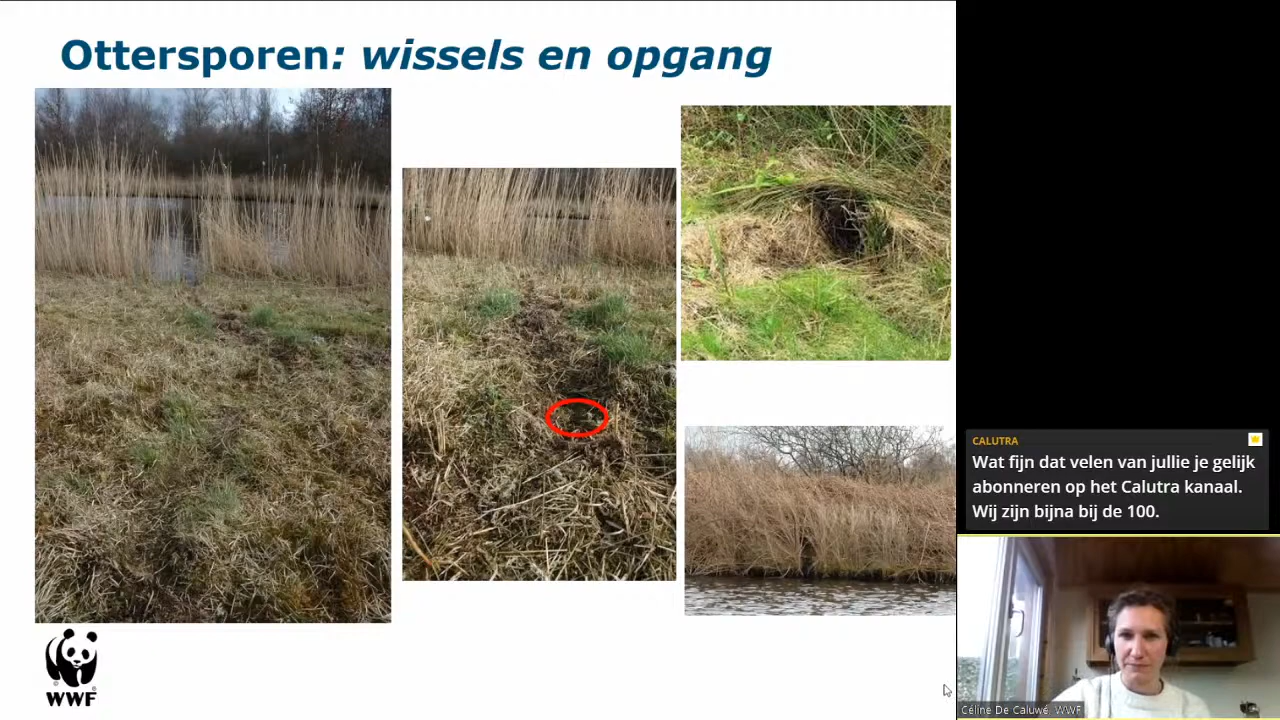 Ottersporen: wissels en opgang
WWF
CALUTRA
Wat fijn dat velen van jullie je gelijk
abonneren op het Calutra kanaal.
Wij zijn bijna bij de 100.
Céline De Caluwé, WWF